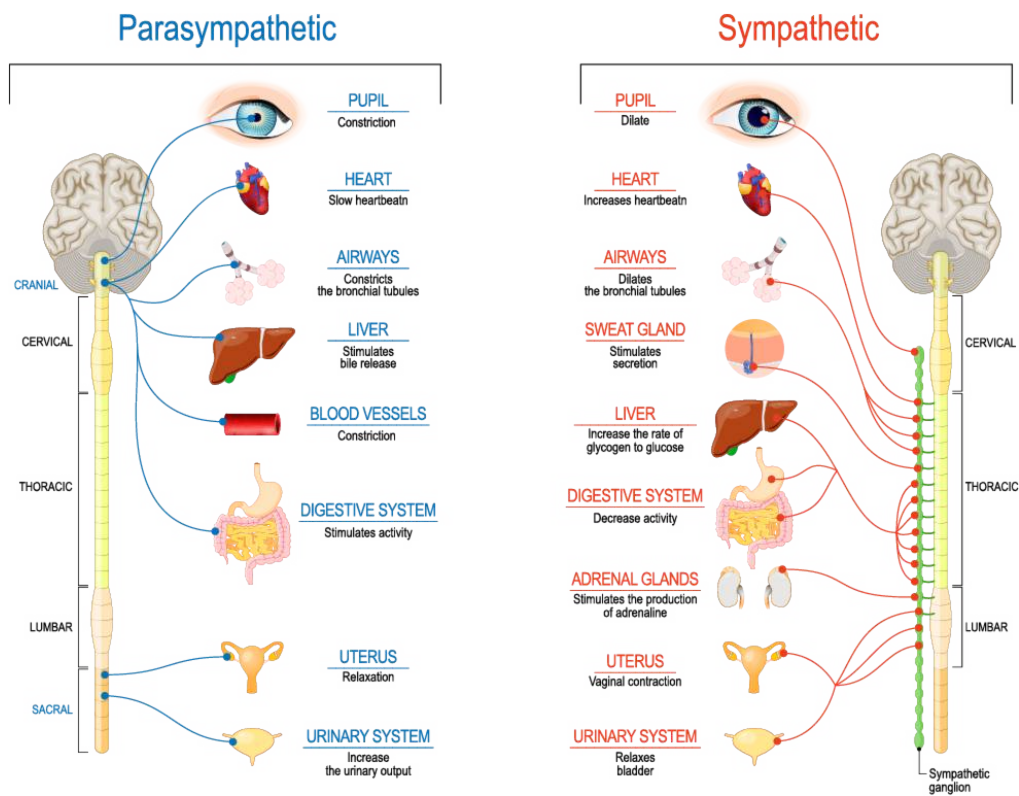 Parasympathetic
PUPIL
Constriction
HEART
Slow heartbeatn
AIRWAYS
Constricts
the bronchial tubules
LIVER
Stimulates
bile release
BLOOD VESSELS
Constriction
DIGESTIVE SYSTEM
Stimulates activity
UTERUS
Relaxation
URINARY SYSTEM
Increase
the urinary output
CRANIAL
CERVICAL
THORACIC
LUMBAR
SACRAL
Sympathetic
PUPIL
Dilate
HEART
Increases heartbeatn
AIRWAYS
Dilates
the bronchial tubules
SWEAT GLAND
Stimulates
secretion
LIVER
Increase the rate of
glycogen to glucose
DIGESTIVE SYSTEM
Decrease activity
ADRENAL GLANDS
Stimulates the production
of adrenaline
UTERUS
Vaginal contraction
URINARY SYSTEM
Relaxes
bladder
CERVICAL
THORACIC
LUMBAR
Sympathetic
ganglion